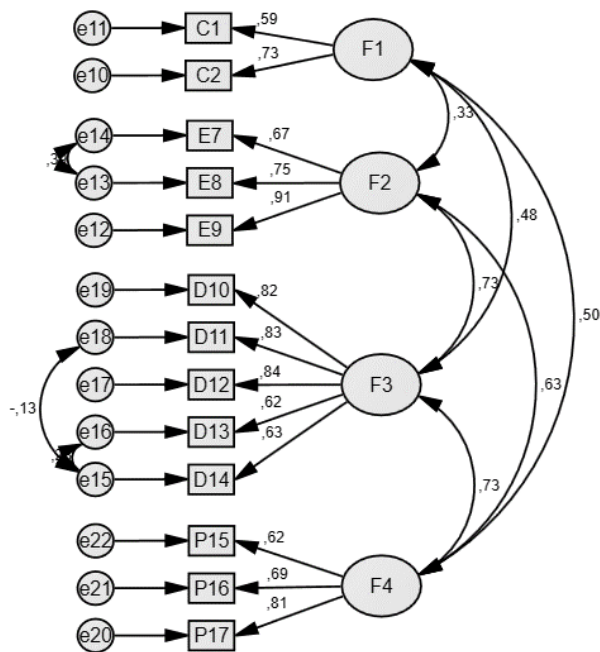 e11 C1 ,59 F1
e10 C2 ,73
,33
e14 E7 ,67
e13 E8 ,75 F2
e12 E9 ,91
,48
e19 D10 ,82 ,73
e18 D11 ,83 ,50
e17 D12 ,84 F3 ,63
-,13
e16 D13 ,62
e15 D14 ,63
,73
e22 P15 ,62
e21 P16 ,69 F4
e20 P17 ,81